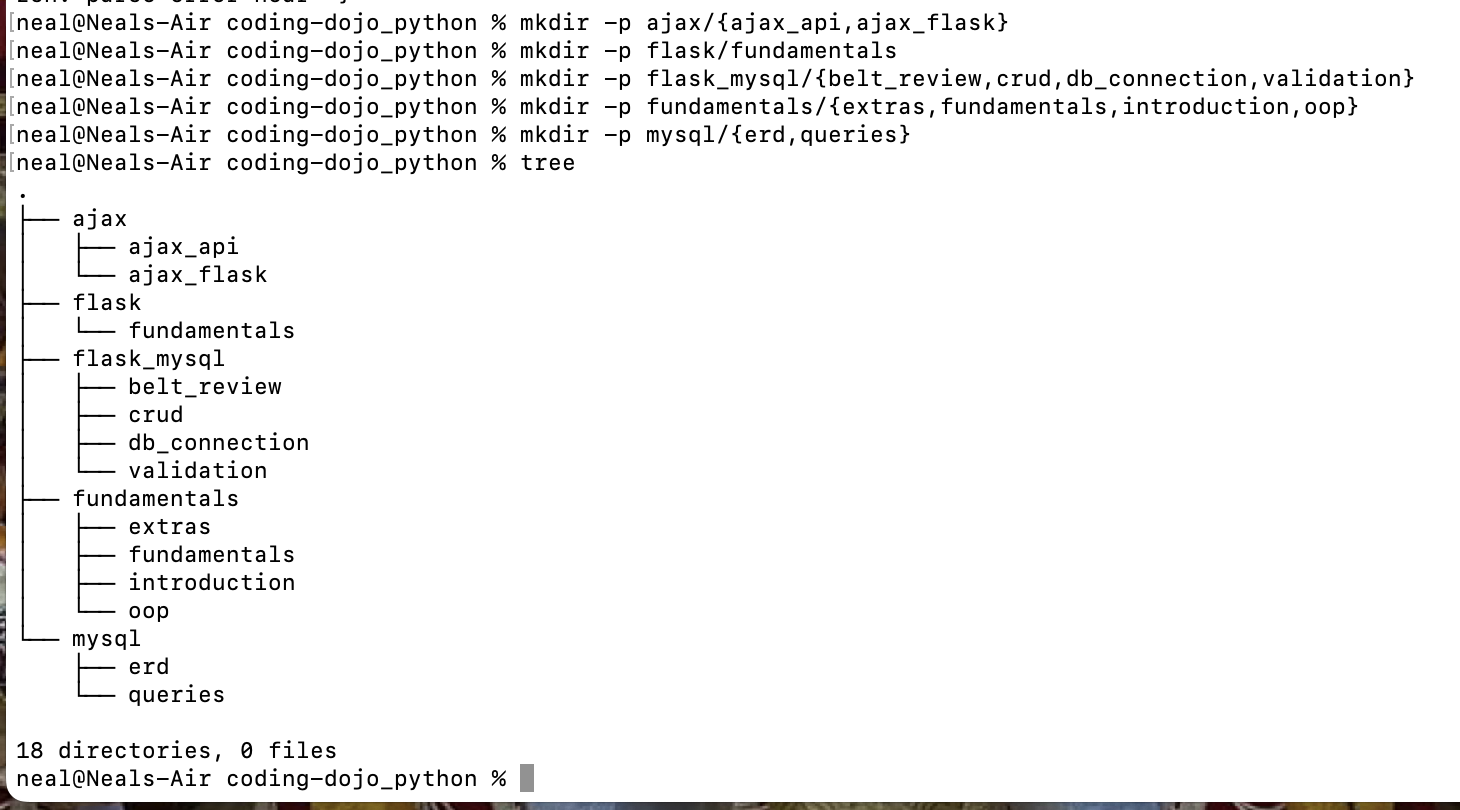 [neal@Neals-Air coding-dojo_python % mkdir -p ajax/{ajax_api,ajax_flask}
[neal@Neals-Air coding-dojo_python % mkdir -p flask/fundamentals
[neal@Neals-Air coding-dojo_python % mkdir -p flask_mysql/{belt_review,crud,db_connection,validation}
[neal@Neals-Air coding-dojo_python % mkdir -p fundamentals/{extras,fundamentals,introduction,oop}
[neal@Neals-Air coding-dojo_python % mkdir -p mysql/{erd,queries}
[neal@Neals-Air coding-dojo_python % tree
.
├── ajax
│   ├── ajax_api
│   └── ajax_flask
├── flask
│   └── fundamentals
├── flask_mysql
│   ├── belt_review
│   ├── crud
│   ├── db_connection
│   └── validation
├── fundamentals
│   ├── extras
│   ├── fundamentals
│   ├── introduction
│   └── oop
└── mysql
    ├── erd
    └── queries

18 directories, 0 files
neal@Neals-Air coding-dojo_python %